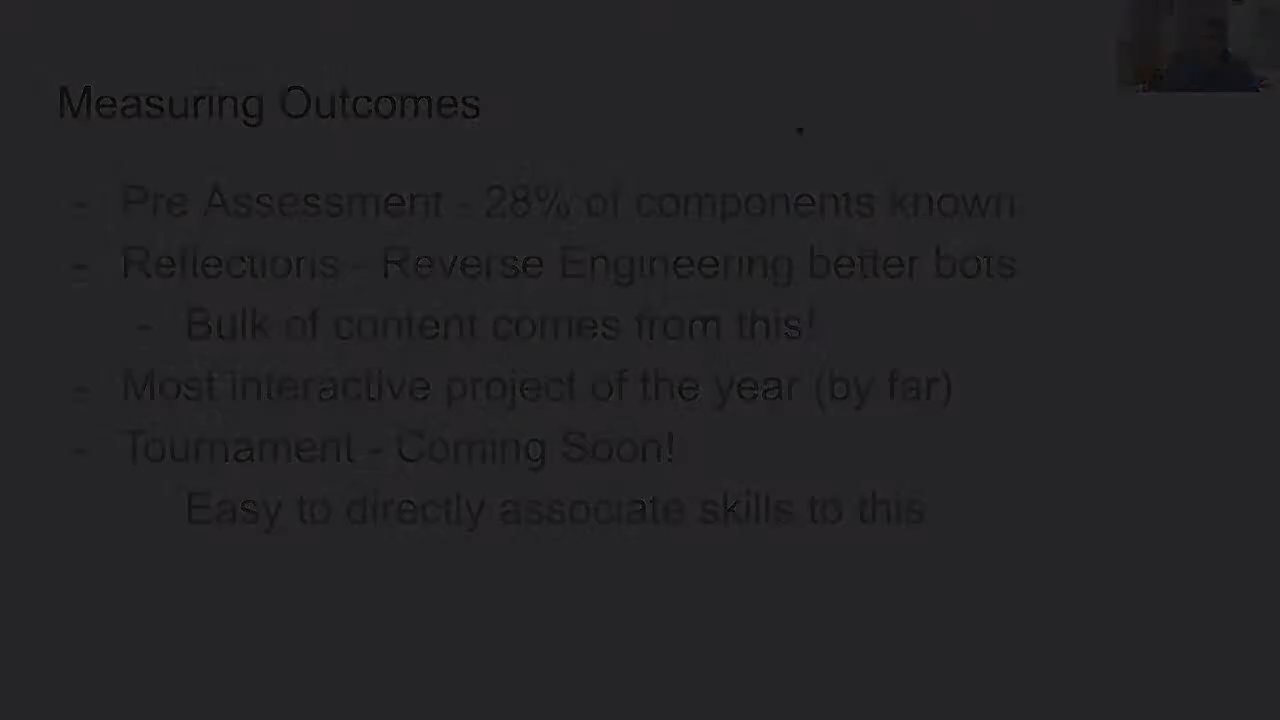 Measuring Outcomes
- Pre Assessment - 28% of components known
- Reflections - Reverse Engineering better bots
- Bulk of content comes from this!
- Most interactive project of the year (by far)
- Tournament - Coming Soon!
Easy to directly associate skills to this